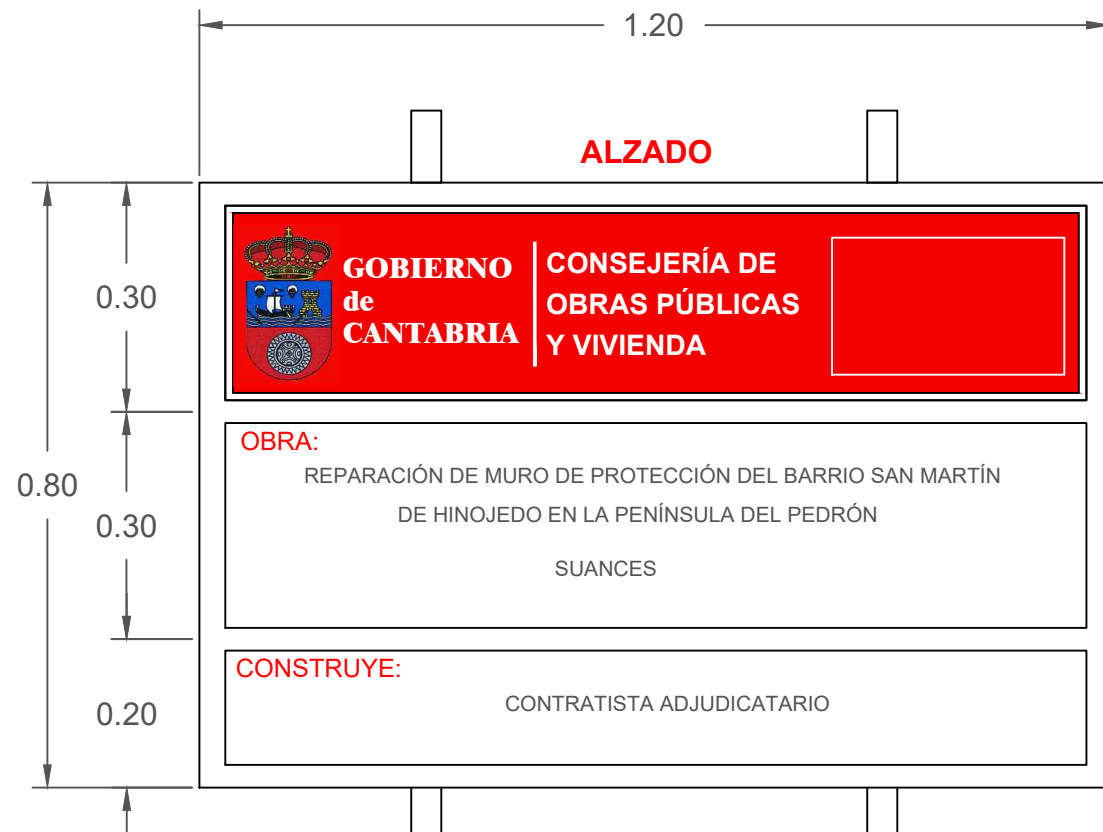 1.20
ALZADO
GOBIERNO
de
CANTABRIA
CONSEJERÍA DE
OBRAS PÚBLICAS
Y VIVIENDA
0.30
OBRA:
REPARACIÓN DE MURO DE PROTECCIÓN DEL BARRIO SAN MARTÍN
DE HINOJEDO EN LA PENÍNSULA DEL PEDRÓN
SUANCES
0.80
0.30
CONSTRUYE:
CONTRATISTA ADJUDICATARIO
0.20